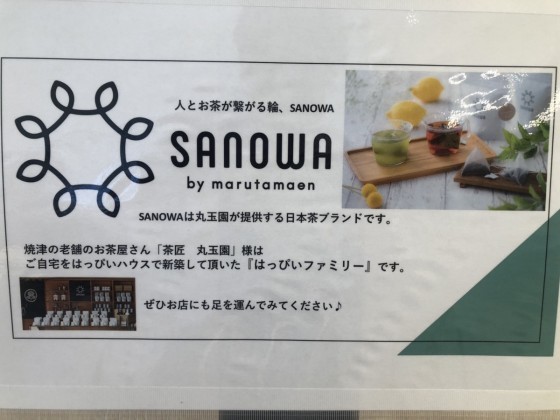 人とお茶が繋がる輪、SANOWA
SANOWA
by marutamaen
SANOWAは丸玉園が提供する日本茶ブランドです。
焼津の老舗のお茶屋さん「茶匠　丸玉園」様は
ご自宅をはっぴいハウスで新築して頂いた『はっぴいファミリー』です。
ぜひお店にも足を運んでみてください♪